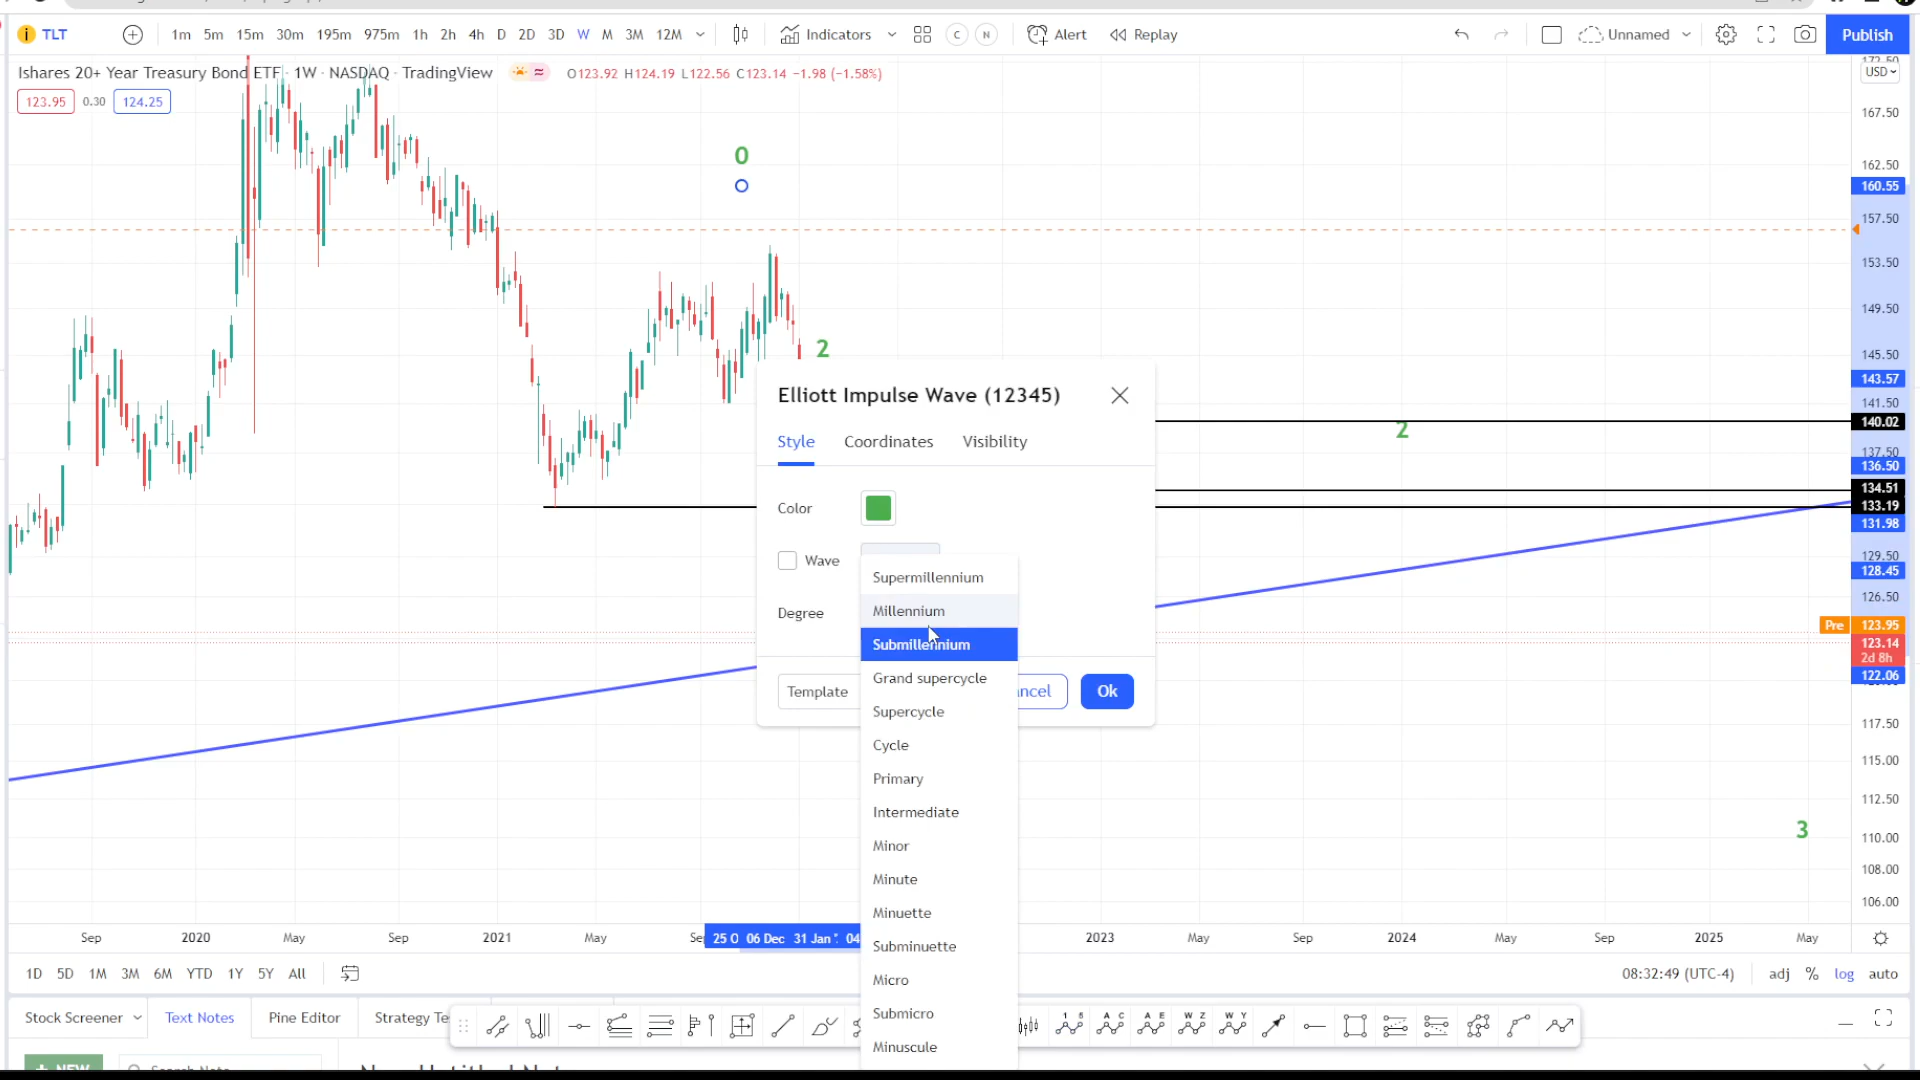 TLT
1m 5m 15m 30m 195m 975m 1h 2h 4h D 2D 3D W M 3M 12M
Indicators
C N
Alert
Replay
Unnamed
Publish
Ishares 20+ Year Treasury Bond ETF · 1W · NASDAQ · TradingView
O123.92 H124.19 L122.56 C123.14 −1.98 (−1.58%)
USD
123.95 0.30 124.25
167.50
162.50
160.55
157.50
153.50
149.50
145.50
143.57
141.50
140.02
137.50
136.50
134.51
133.19
131.98
129.50
128.45
126.50
Pre 123.95
123.14
2d 8h
122.06
117.50
115.00
112.50
110.00
108.00
106.00
0
2
2
3
Elliott Impulse Wave (12345)
Style Coordinates Visibility
Color
Wave
Degree
Template
ncel
Ok
Supermillennium
Millennium
Submillennium
Grand supercycle
Supercycle
Cycle
Primary
Intermediate
Minor
Minute
Minuette
Subminuette
Micro
Submicro
Minuscule
Sep 2020 May Sep 2021 May Se 25 O 06 Dec 31 Jan '. 04 2023 May Sep 2024 May Sep 2025 May
1D 5D 1M 3M 6M YTD 1Y 5Y All
08:32:49 (UTC-4)
adj % log auto
Stock Screener Text Notes Pine Editor Strategy Te
1 5 A C A E W Z W Y